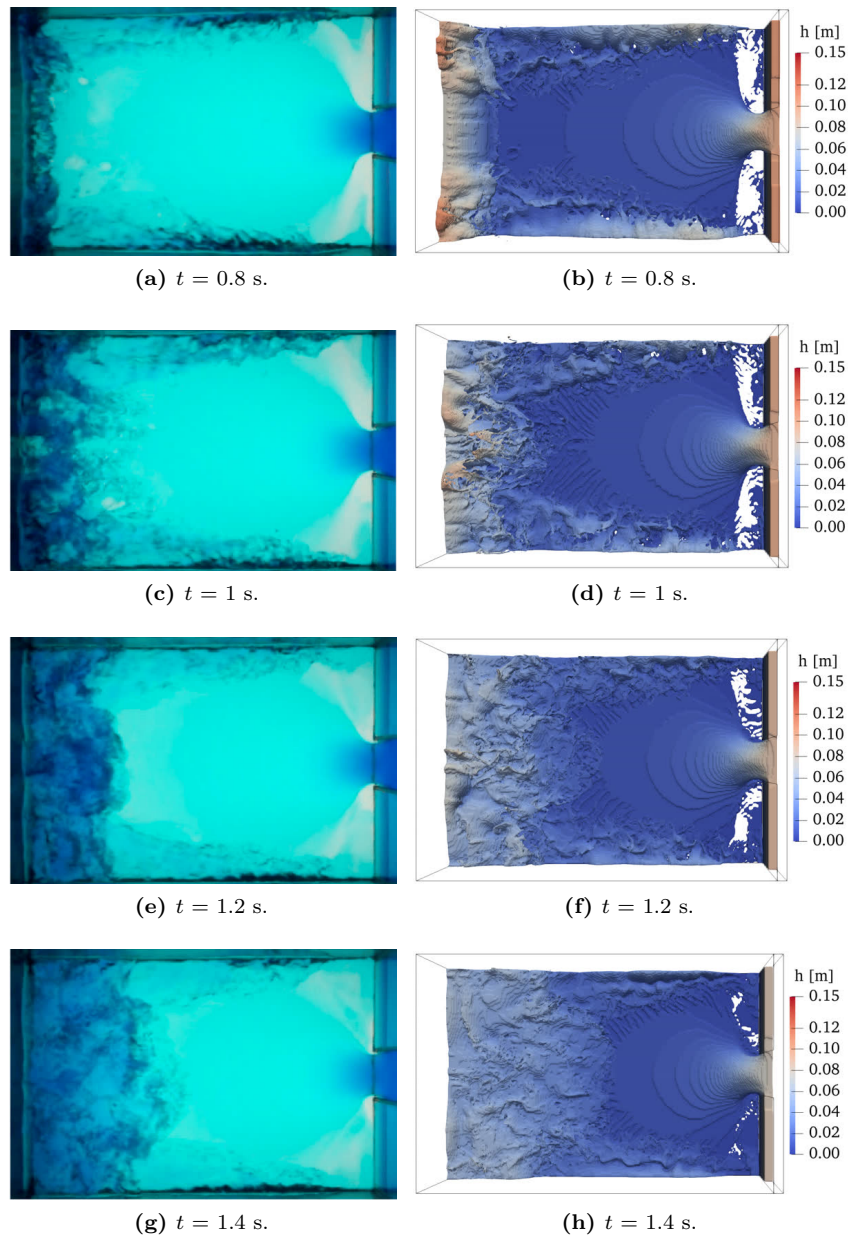 h [m]
0.15
0.12
0.10
0.08
0.06
0.04
0.02
0.00
(a) t = 0.8 s.
(b) t = 0.8 s.
h [m]
0.15
0.12
0.10
0.08
0.06
0.04
0.02
0.00
(c) t = 1 s.
(d) t = 1 s.
h [m]
0.15
0.12
0.10
0.08
0.06
0.04
0.02
0.00
(e) t = 1.2 s.
(f) t = 1.2 s.
h [m]
0.15
0.12
0.10
0.08
0.06
0.04
0.02
0.00
(g) t = 1.4 s.
(h) t = 1.4 s.